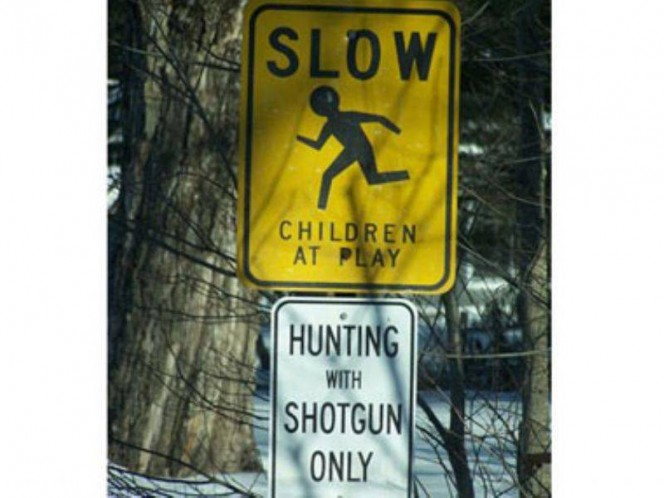 SLOW
CHILDREN
AT PLAY
HUNTING
WITH
SHOTGUN
ONLY